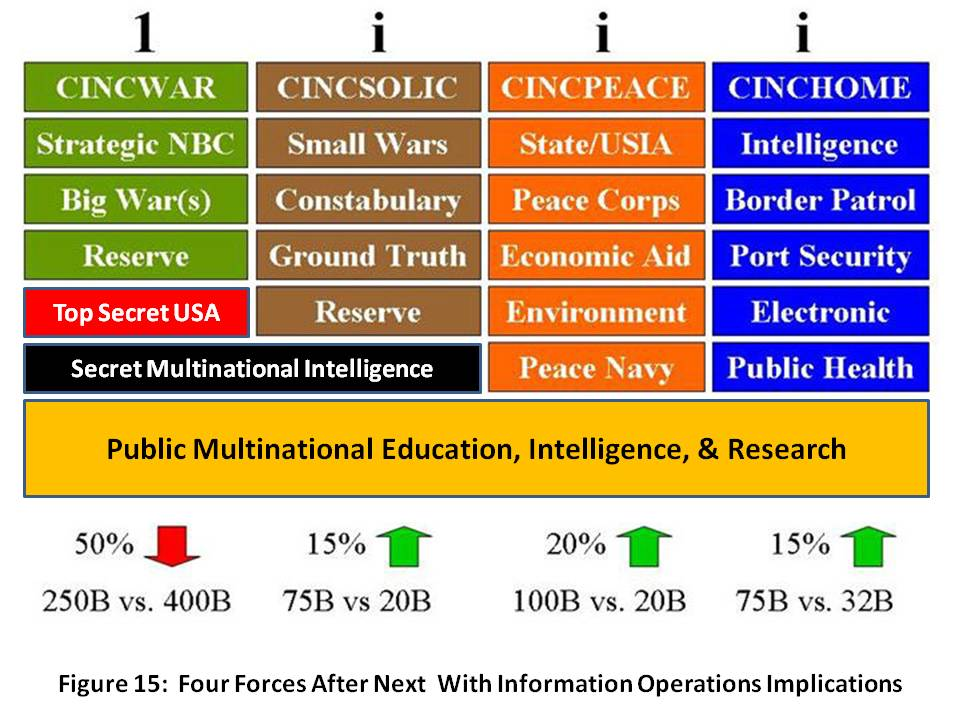 1 i i i
CINCWAR CINCSOLIC CINCPEACE CINCHOME
Strategic NBC Small Wars State/USIA Intelligence
Big War(s) Constabulary Peace Corps Border Patrol
Reserve Ground Truth Economic Aid Port Security
Top Secret USA Reserve Environment Electronic
Secret Multinational Intelligence Peace Navy Public Health
Public Multinational Education, Intelligence, & Research
50% 15% 20% 15%
250B vs. 400B 75B vs 20B 100B vs. 20B 75B vs. 32B
Figure 15: Four Forces After Next With Information Operations Implications